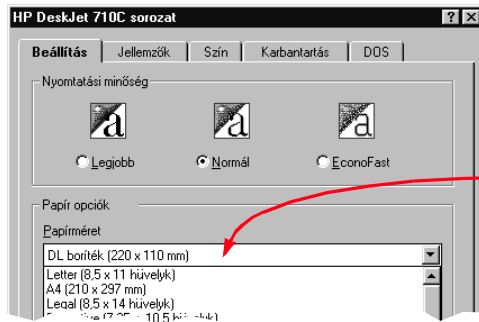 HP DeskJet 710C sorozat
Beállítás Jellemzők Szín Karbantartás DOS
Nyomtatási minőség
Legjobb Normál EconoFast
Papír opciók
Papírméret
DL boríték (220 x 110 mm)
Letter (8,5 x 11 hüvelyk)
A4 (210 x 297 mm)
Legal (8,5 x 14 hüvelyk)